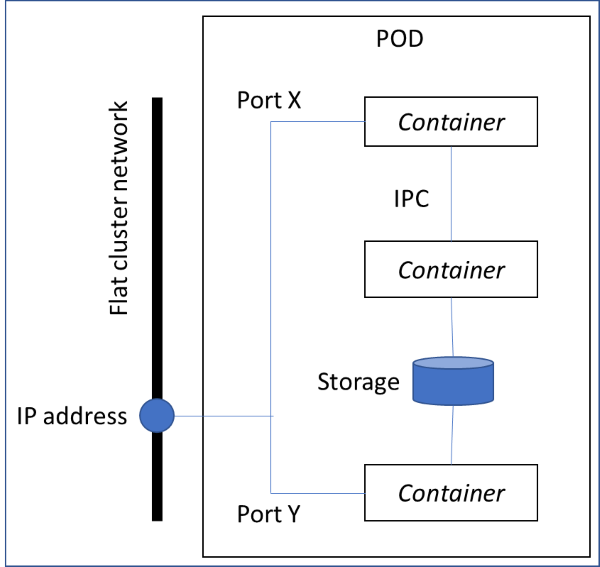 POD
Port X
Container
Flat cluster network
IPC
Container
Storage
IP address
Container
Port Y